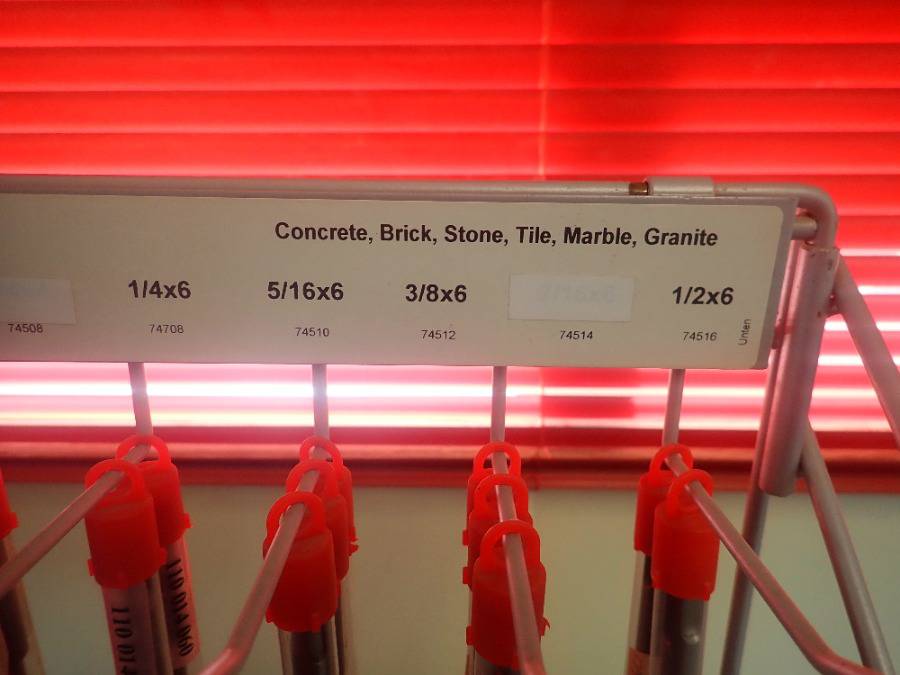 Concrete, Brick, Stone, Tile, Marble, Granite
1/4x6 5/16x6 3/8x6 1/2x6
74508 74708 74510 74512 74514 74516
Unten